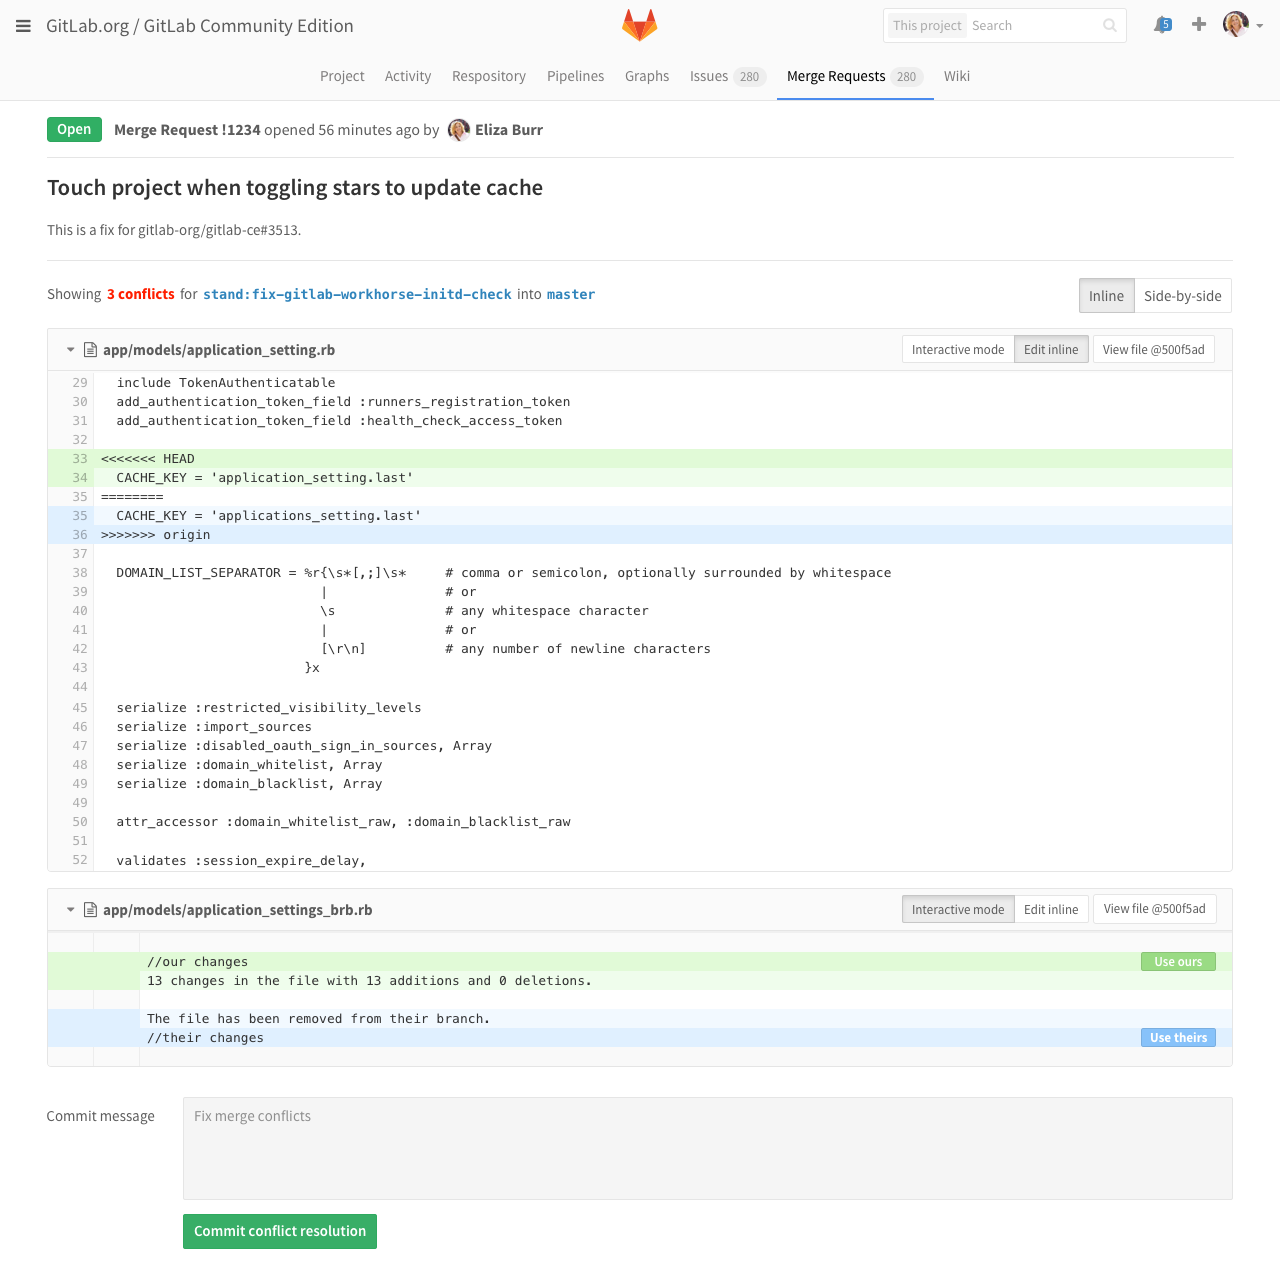 GitLab.org / GitLab Community Edition
This project Search
5
Project Activity Respository Pipelines Graphs Issues 280 Merge Requests 280 Wiki
Open Merge Request !1234 opened 56 minutes ago by Eliza Burr
Touch project when toggling stars to update cache
This is a fix for gitlab-org/gitlab-ce#3513.
Showing 3 conflicts for stand:fix-gitlab-workhorse-initd-check into master
Inline Side-by-side
app/models/application_setting.rb
Interactive mode Edit inline View file @500f5ad
29 include TokenAuthenticatable
30 add_authentication_token_field :runners_registration_token
31 add_authentication_token_field :health_check_access_token
32
33 <<<<<<< HEAD
34 CACHE_KEY = 'application_setting.last'
35 ========
35 CACHE_KEY = 'applications_setting.last'
36 >>>>>>> origin
37
38 DOMAIN_LIST_SEPARATOR = %r{\s*[,;]\s* # comma or semicolon, optionally surrounded by whitespace
39 | # or
40 \s # any whitespace character
41 | # or
42 [\r\n] # any number of newline characters
43 }x
44
45 serialize :restricted_visibility_levels
46 serialize :import_sources
47 serialize :disabled_oauth_sign_in_sources, Array
48 serialize :domain_whitelist, Array
49 serialize :domain_blacklist, Array
49
50 attr_accessor :domain_whitelist_raw, :domain_blacklist_raw
51
52 validates :session_expire_delay,
app/models/application_settings_brb.rb
Interactive mode Edit inline View file @500f5ad
//our changes
Use ours
13 changes in the file with 13 additions and 0 deletions.
The file has been removed from their branch.
//their changes
Use theirs
Commit message
Fix merge conflicts
Commit conflict resolution